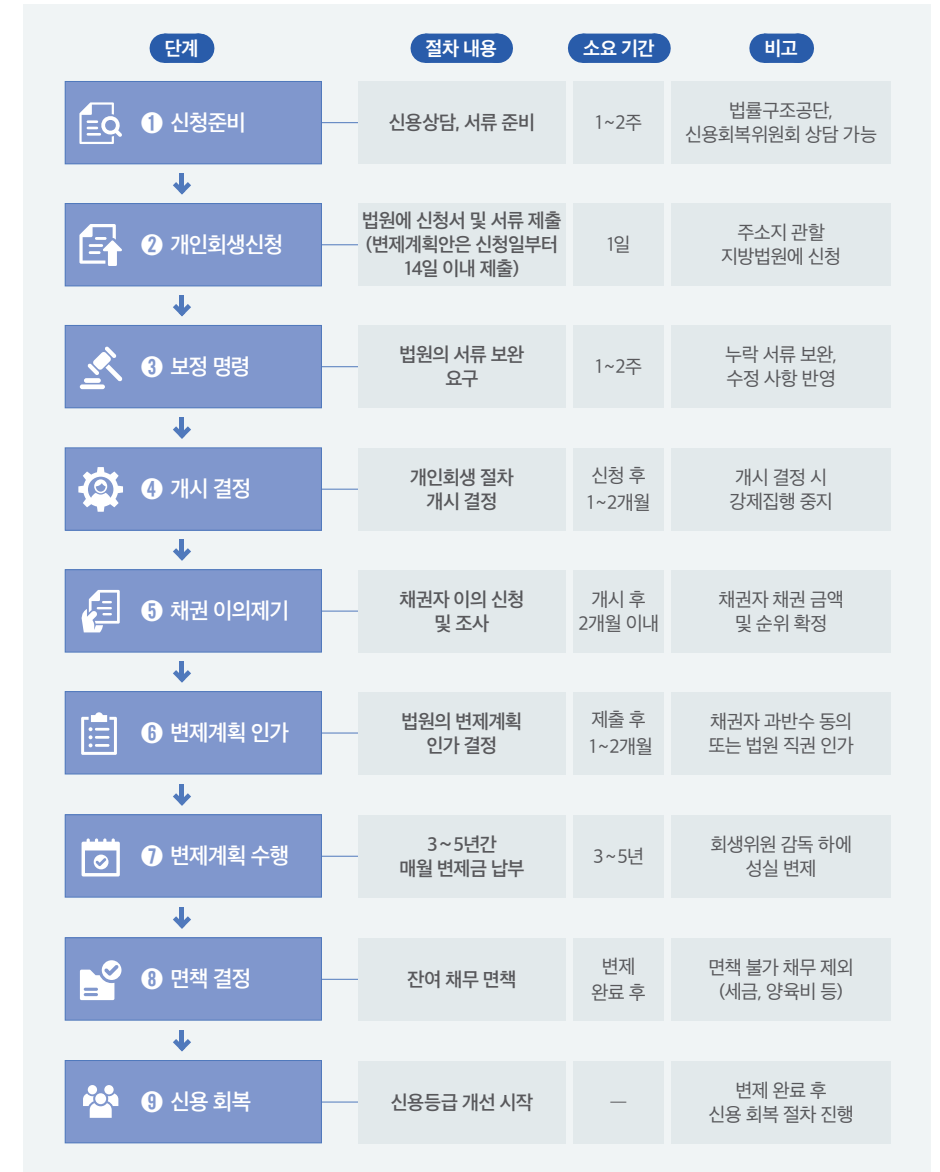 단계 절차 내용 소요 기간 비고
❶ 신청준비
신용상담, 서류 준비
1~2주
법률구조공단,
신용회복위원회 상담 가능
❷ 개인회생신청
법원에 신청서 및 서류 제출
(변제계획안은 신청일부터
14일 이내 제출)
1일
주소지 관할
지방법원에 신청
❸ 보정 명령
법원의 서류 보완
요구
1~2주
누락 서류 보완,
수정 사항 반영
❹ 개시 결정
개인회생 절차
개시 결정
신청 후
1~2개월
개시 결정 시
강제집행 중지
❺ 채권 이의제기
채권자 이의 신청
및 조사
개시 후
2개월 이내
채권자 채권 금액
및 순위 확정
❻ 변제계획 인가
법원의 변제계획
인가 결정
제출 후
1~2개월
채권자 과반수 동의
또는 법원 직권 인가
❼ 변제계획 수행
3~5년간
매월 변제금 납부
3~5년
회생위원 감독 하에
성실 변제
❽ 면책 결정
잔여 채무 면책
변제
완료 후
면책 불가 채무 제외
(세금, 양육비 등)
❾ 신용 회복
신용등급 개선 시작
—
변제 완료 후
신용 회복 절차 진행